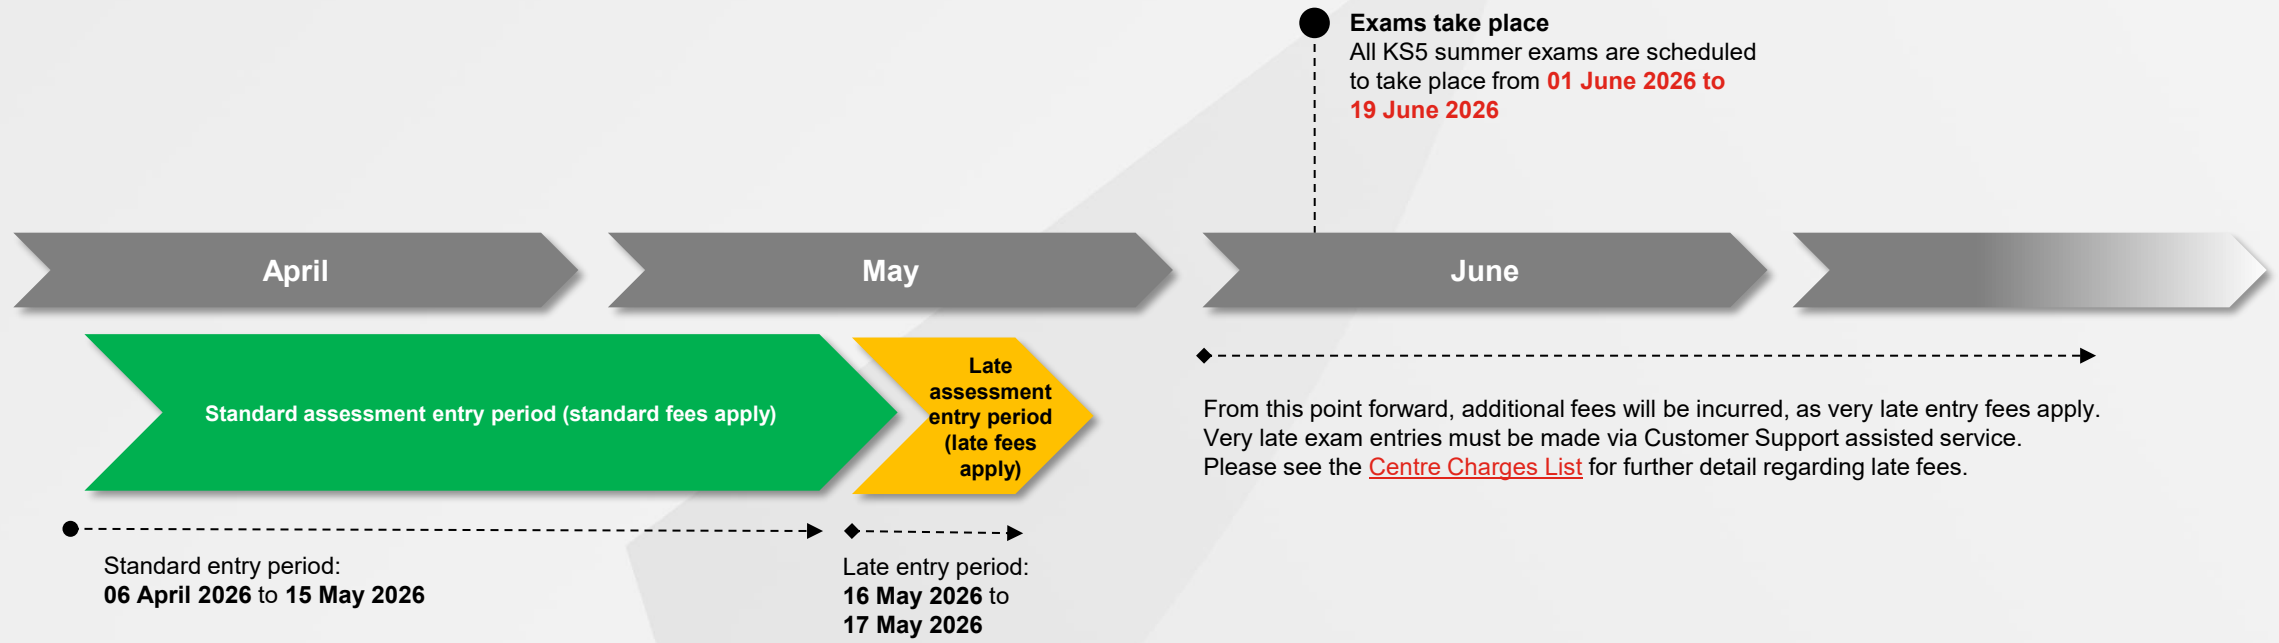 Exams take place
All KS5 summer exams are scheduled
to take place from 01 June 2026 to
19 June 2026
April
May
June
Standard assessment entry period (standard fees apply)
Late
assessment
entry period
(late fees
apply)
From this point forward, additional fees will be incurred, as very late entry fees apply.
Very late exam entries must be made via Customer Support assisted service.
Please see the Centre Charges List for further detail regarding late fees.
Standard entry period:
06 April 2026 to 15 May 2026
Late entry period:
16 May 2026 to
17 May 2026